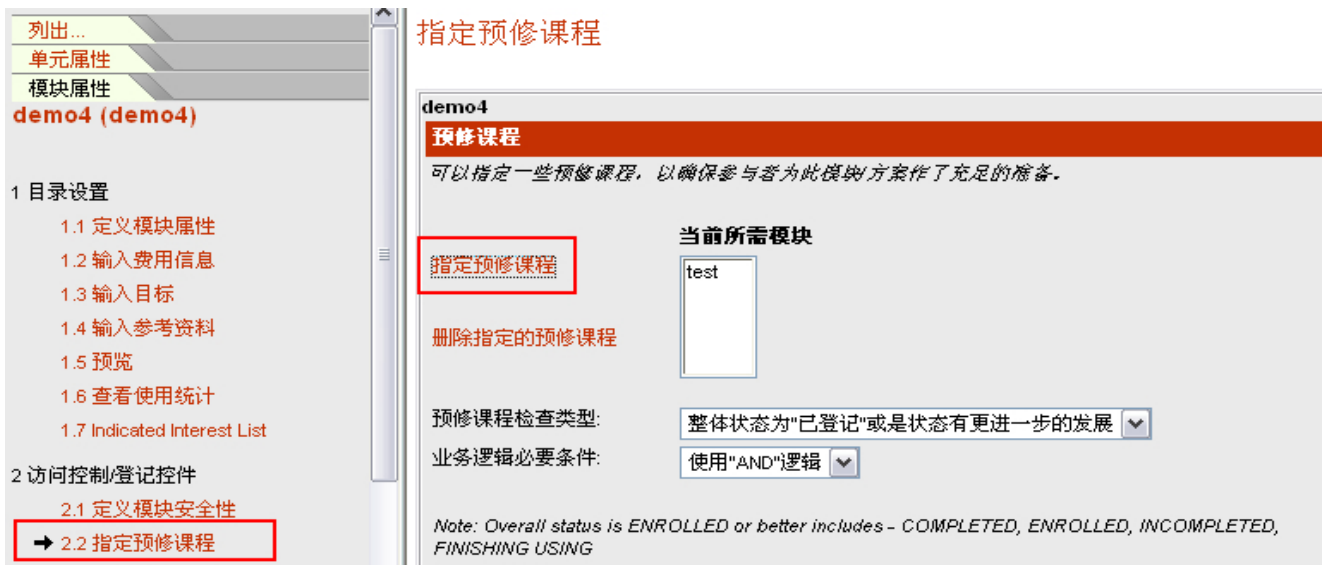 列出...
单元属性
模块属性
demo4 (demo4)
1 目录设置
1.1 定义模块属性
1.2 输入费用信息
1.3 输入目标
1.4 输入参考资料
1.5 预览
1.6 查看使用统计
1.7 Indicated Interest List
2 访问控制/登记控件
2.1 定义模块安全性
2.2 指定预修课程
指定预修课程
demo4
预修课程
可以指定一些预修课程，以确保参与者为此模块/方案作了充足的准备。
当前所需模块
指定预修课程
test
删除指定的预修课程
预修课程检查类型:
整体状态为"已登记"或是状态有更进一步的发展
业务逻辑必要条件:
使用"AND"逻辑
Note: Overall status is ENROLLED or better includes - COMPLETED, ENROLLED, INCOMPLETED,
FINISHING USING